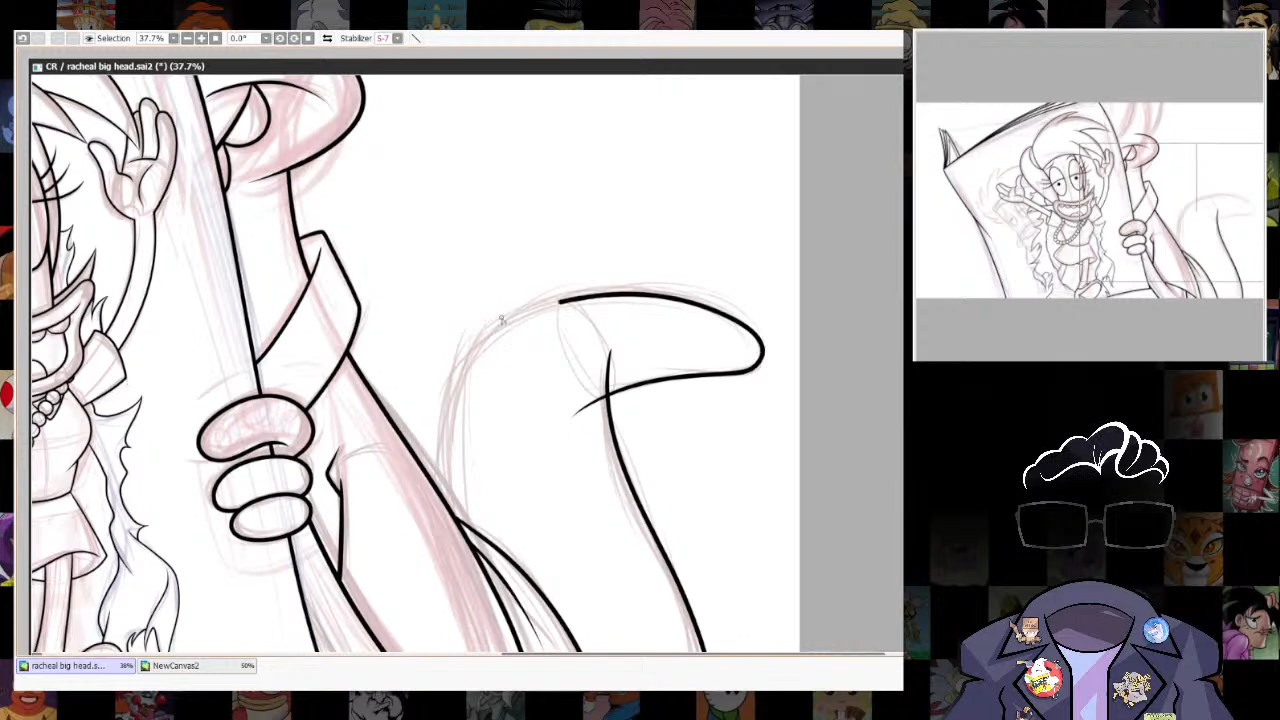 Selection 37.7% 0.0° Stabilizer S-7
CR / racheal big head.sai2 (*) (37.7%)
racheal big head.s... 38% NewCanvas2 50%